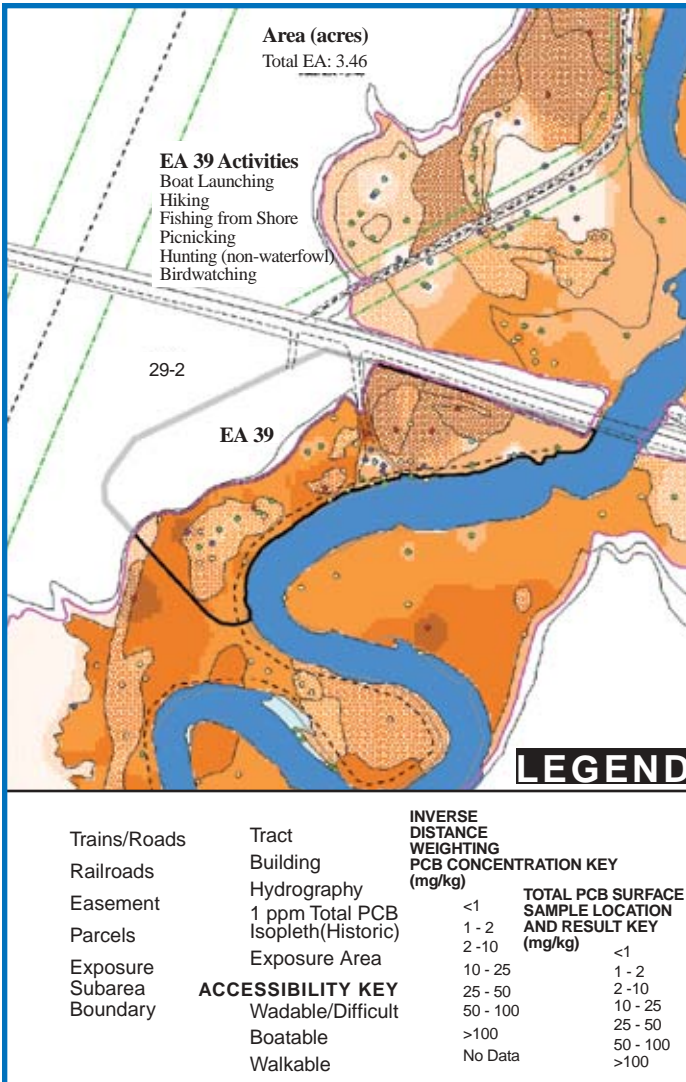 Area (acres)
Total EA: 3.46
EA 39 Activities
Boat Launching
Hiking
Fishing from Shore
Picnicking
Hunting (non-waterfowl)
Birdwatching
29-2
EA 39
LEGEND
Trains/Roads
Railroads
Easement
Parcels
Exposure
Subarea
Boundary
Tract
Building
Hydrography
1 ppm Total PCB
Isopleth(Historic)
Exposure Area
ACCESSIBILITY KEY
Wadable/Difficult
Boatable
Walkable
INVERSE
DISTANCE
WEIGHTING
PCB CONCENTRATION KEY
(mg/kg)
<1
1 - 2
2 -10
10 - 25
25 - 50
50 - 100
>100
No Data
TOTAL PCB SURFACE
SAMPLE LOCATION
AND RESULT KEY
(mg/kg)
<1
1 - 2
2 -10
10 - 25
25 - 50
50 - 100
>100